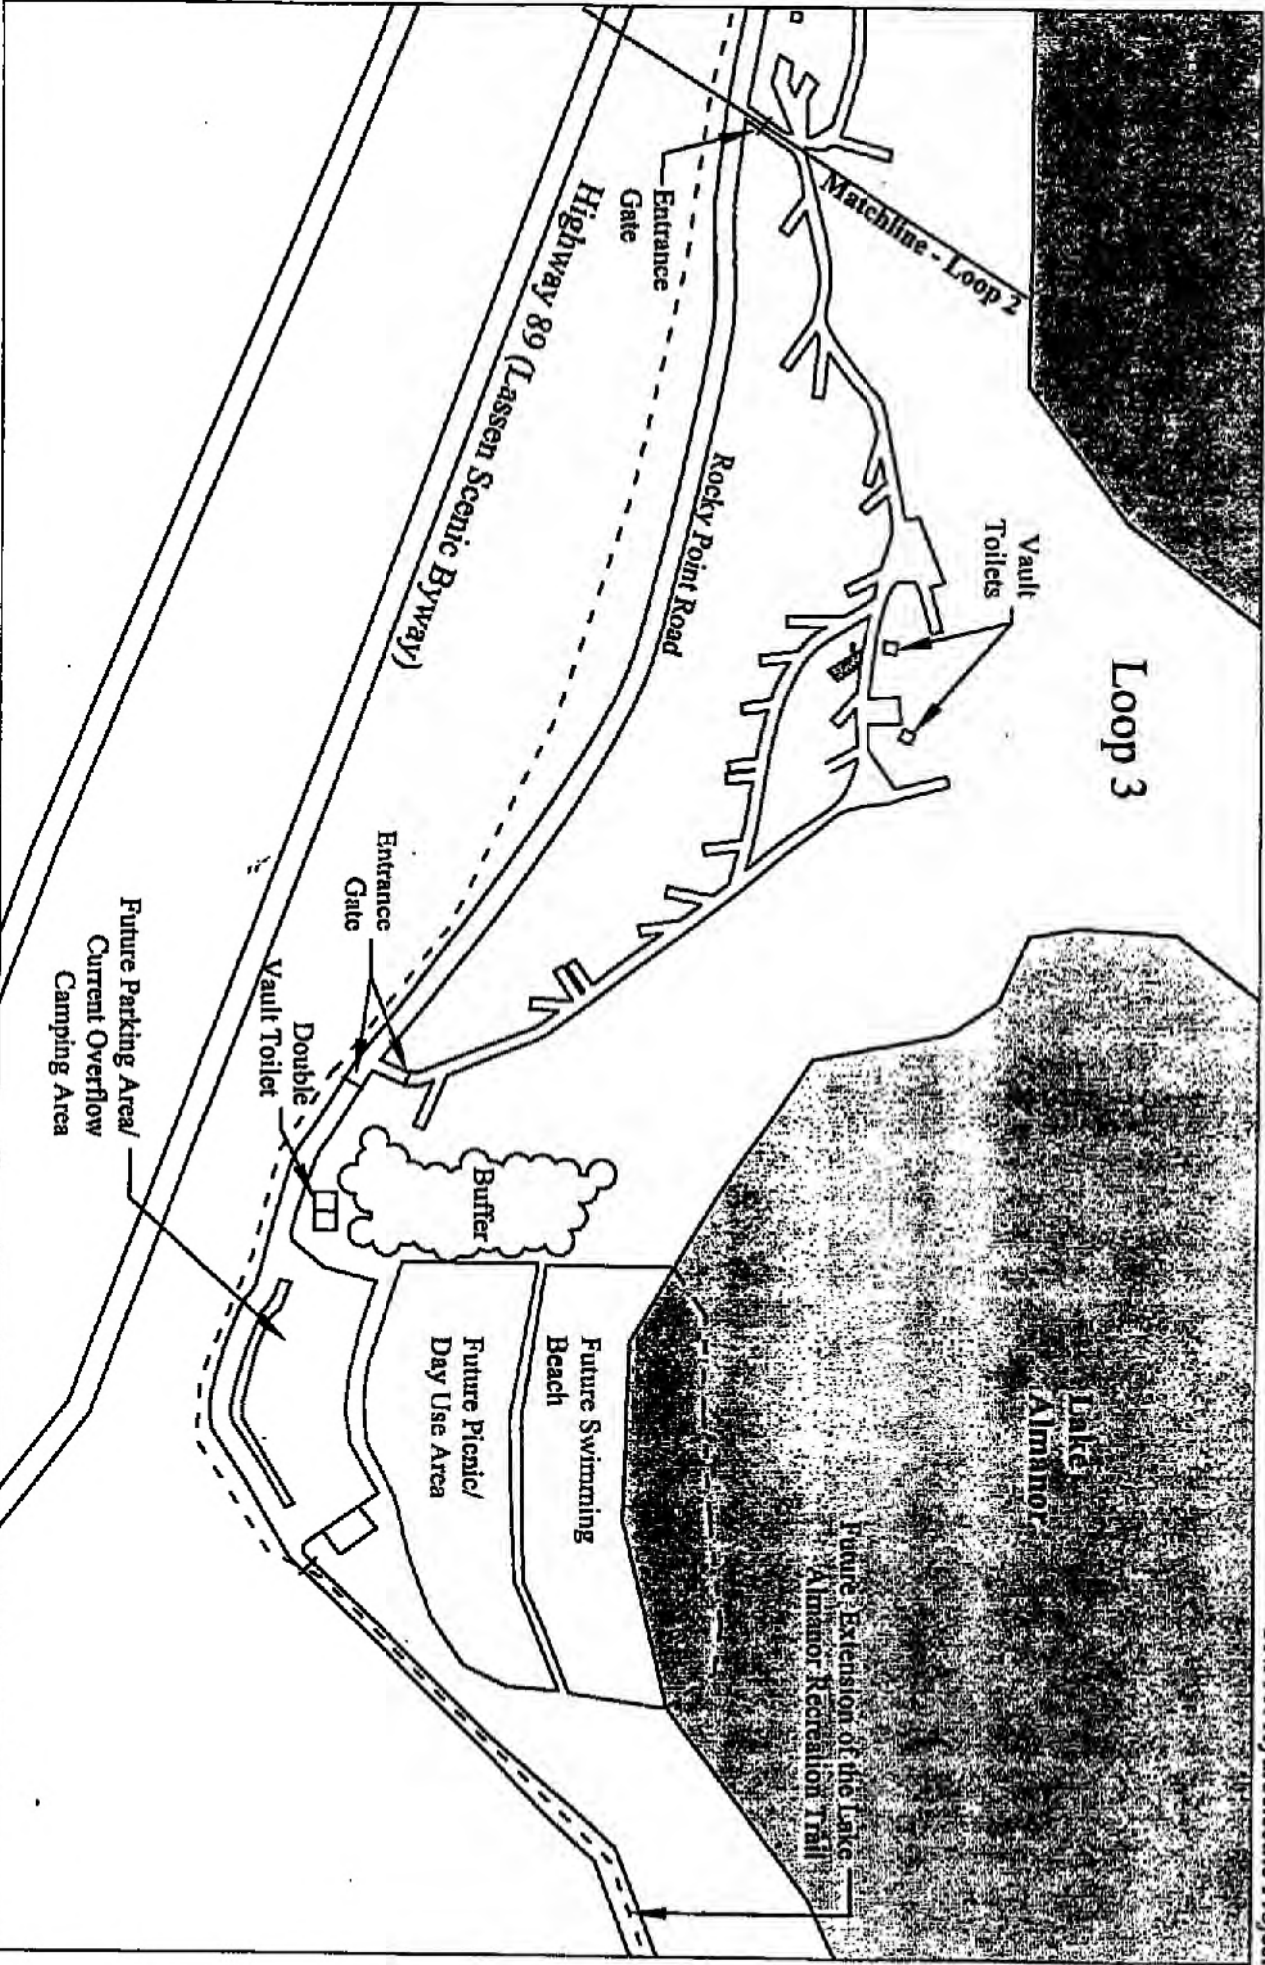 Loop 3
Matchline - Loop 2
Vault
Toilets
Entrance
Gate
Rocky Point Road
Highway 89 (Lassen Scenic Byway)
Lake
Almanor
Future Extension of the Lake
Almanor Recreation Trail
Future Swimming
Beach
Future Picnic/
Day Use Area
Buffer
Entrance
Gate
Double
Vault Toilet
Future Parking Area/
Current Overflow
Camping Area